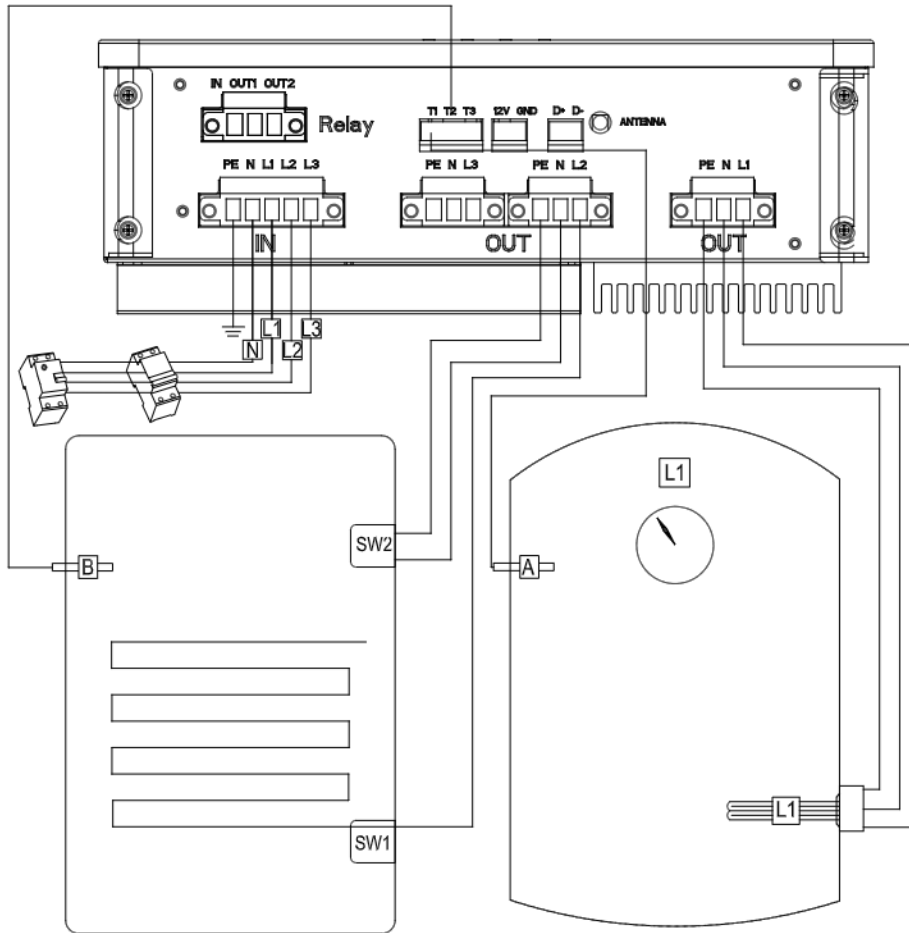 IN OUT1 OUT2
Relay
T1 T2 T3
12V GND
D+ D-
ANTENNA
PE N L1 L2 L3
PE N L3
PE N L2
PE N L1
IN
OUT
OUT
L1
L3
N
L2
L1
SW2
B
A
L1
SW1